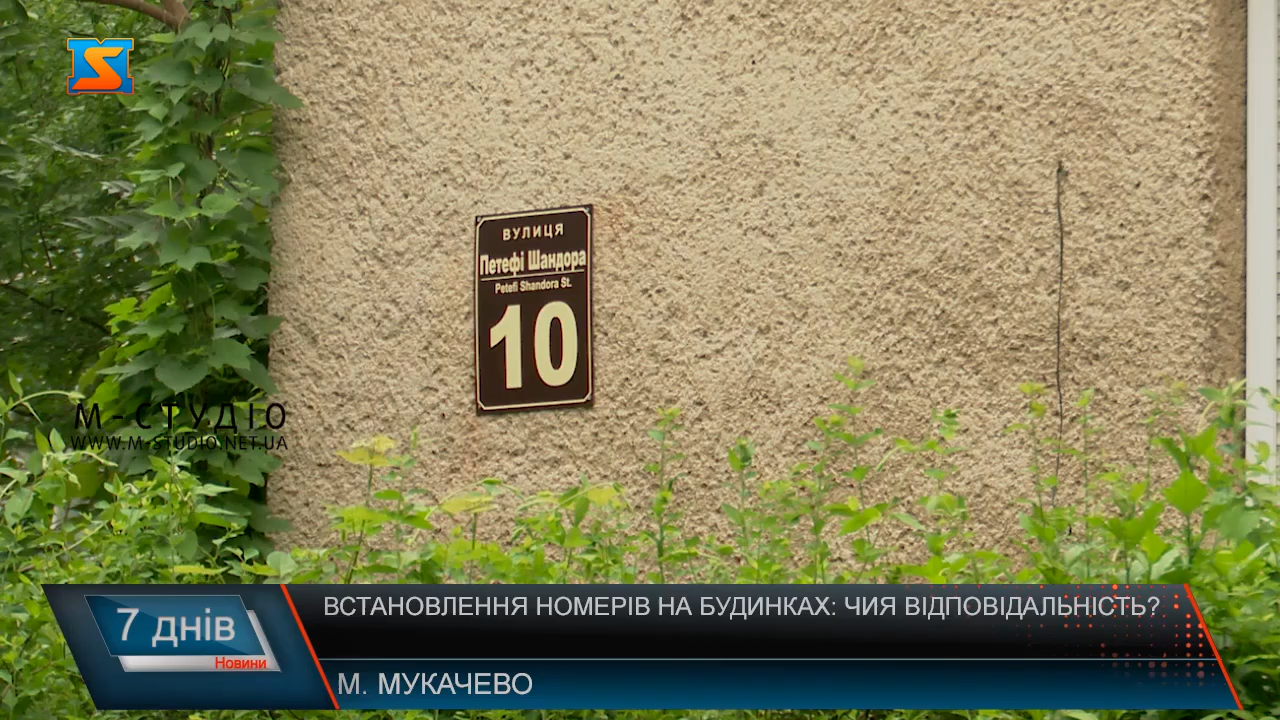 ВУЛИЦЯ
Петефі Шандора
Petefi Shandora St.
10
М-СТУДІО
WWW.M-STUDIO.NET.UA
7 днів
Новини
ВСТАНОВЛЕННЯ НОМЕРІВ НА БУДИНКАХ: ЧИЯ ВІДПОВІДАЛЬНІСТЬ?
М. МУКАЧЕВО